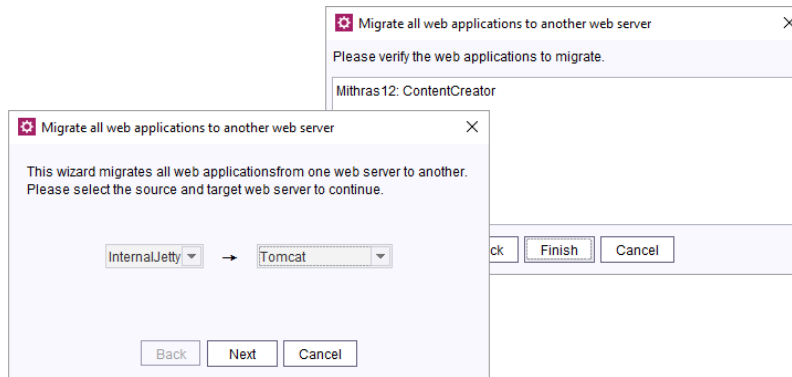 Migrate all web applications to another web server
Please verify the web applications to migrate.
Mithras12: ContentCreator
Finish
Cancel
Migrate all web applications to another web server
This wizard migrates all web applicationsfrom one web server to another.
Please select the source and target web server to continue.
InternalJetty → Tomcat
Back
Next
Cancel